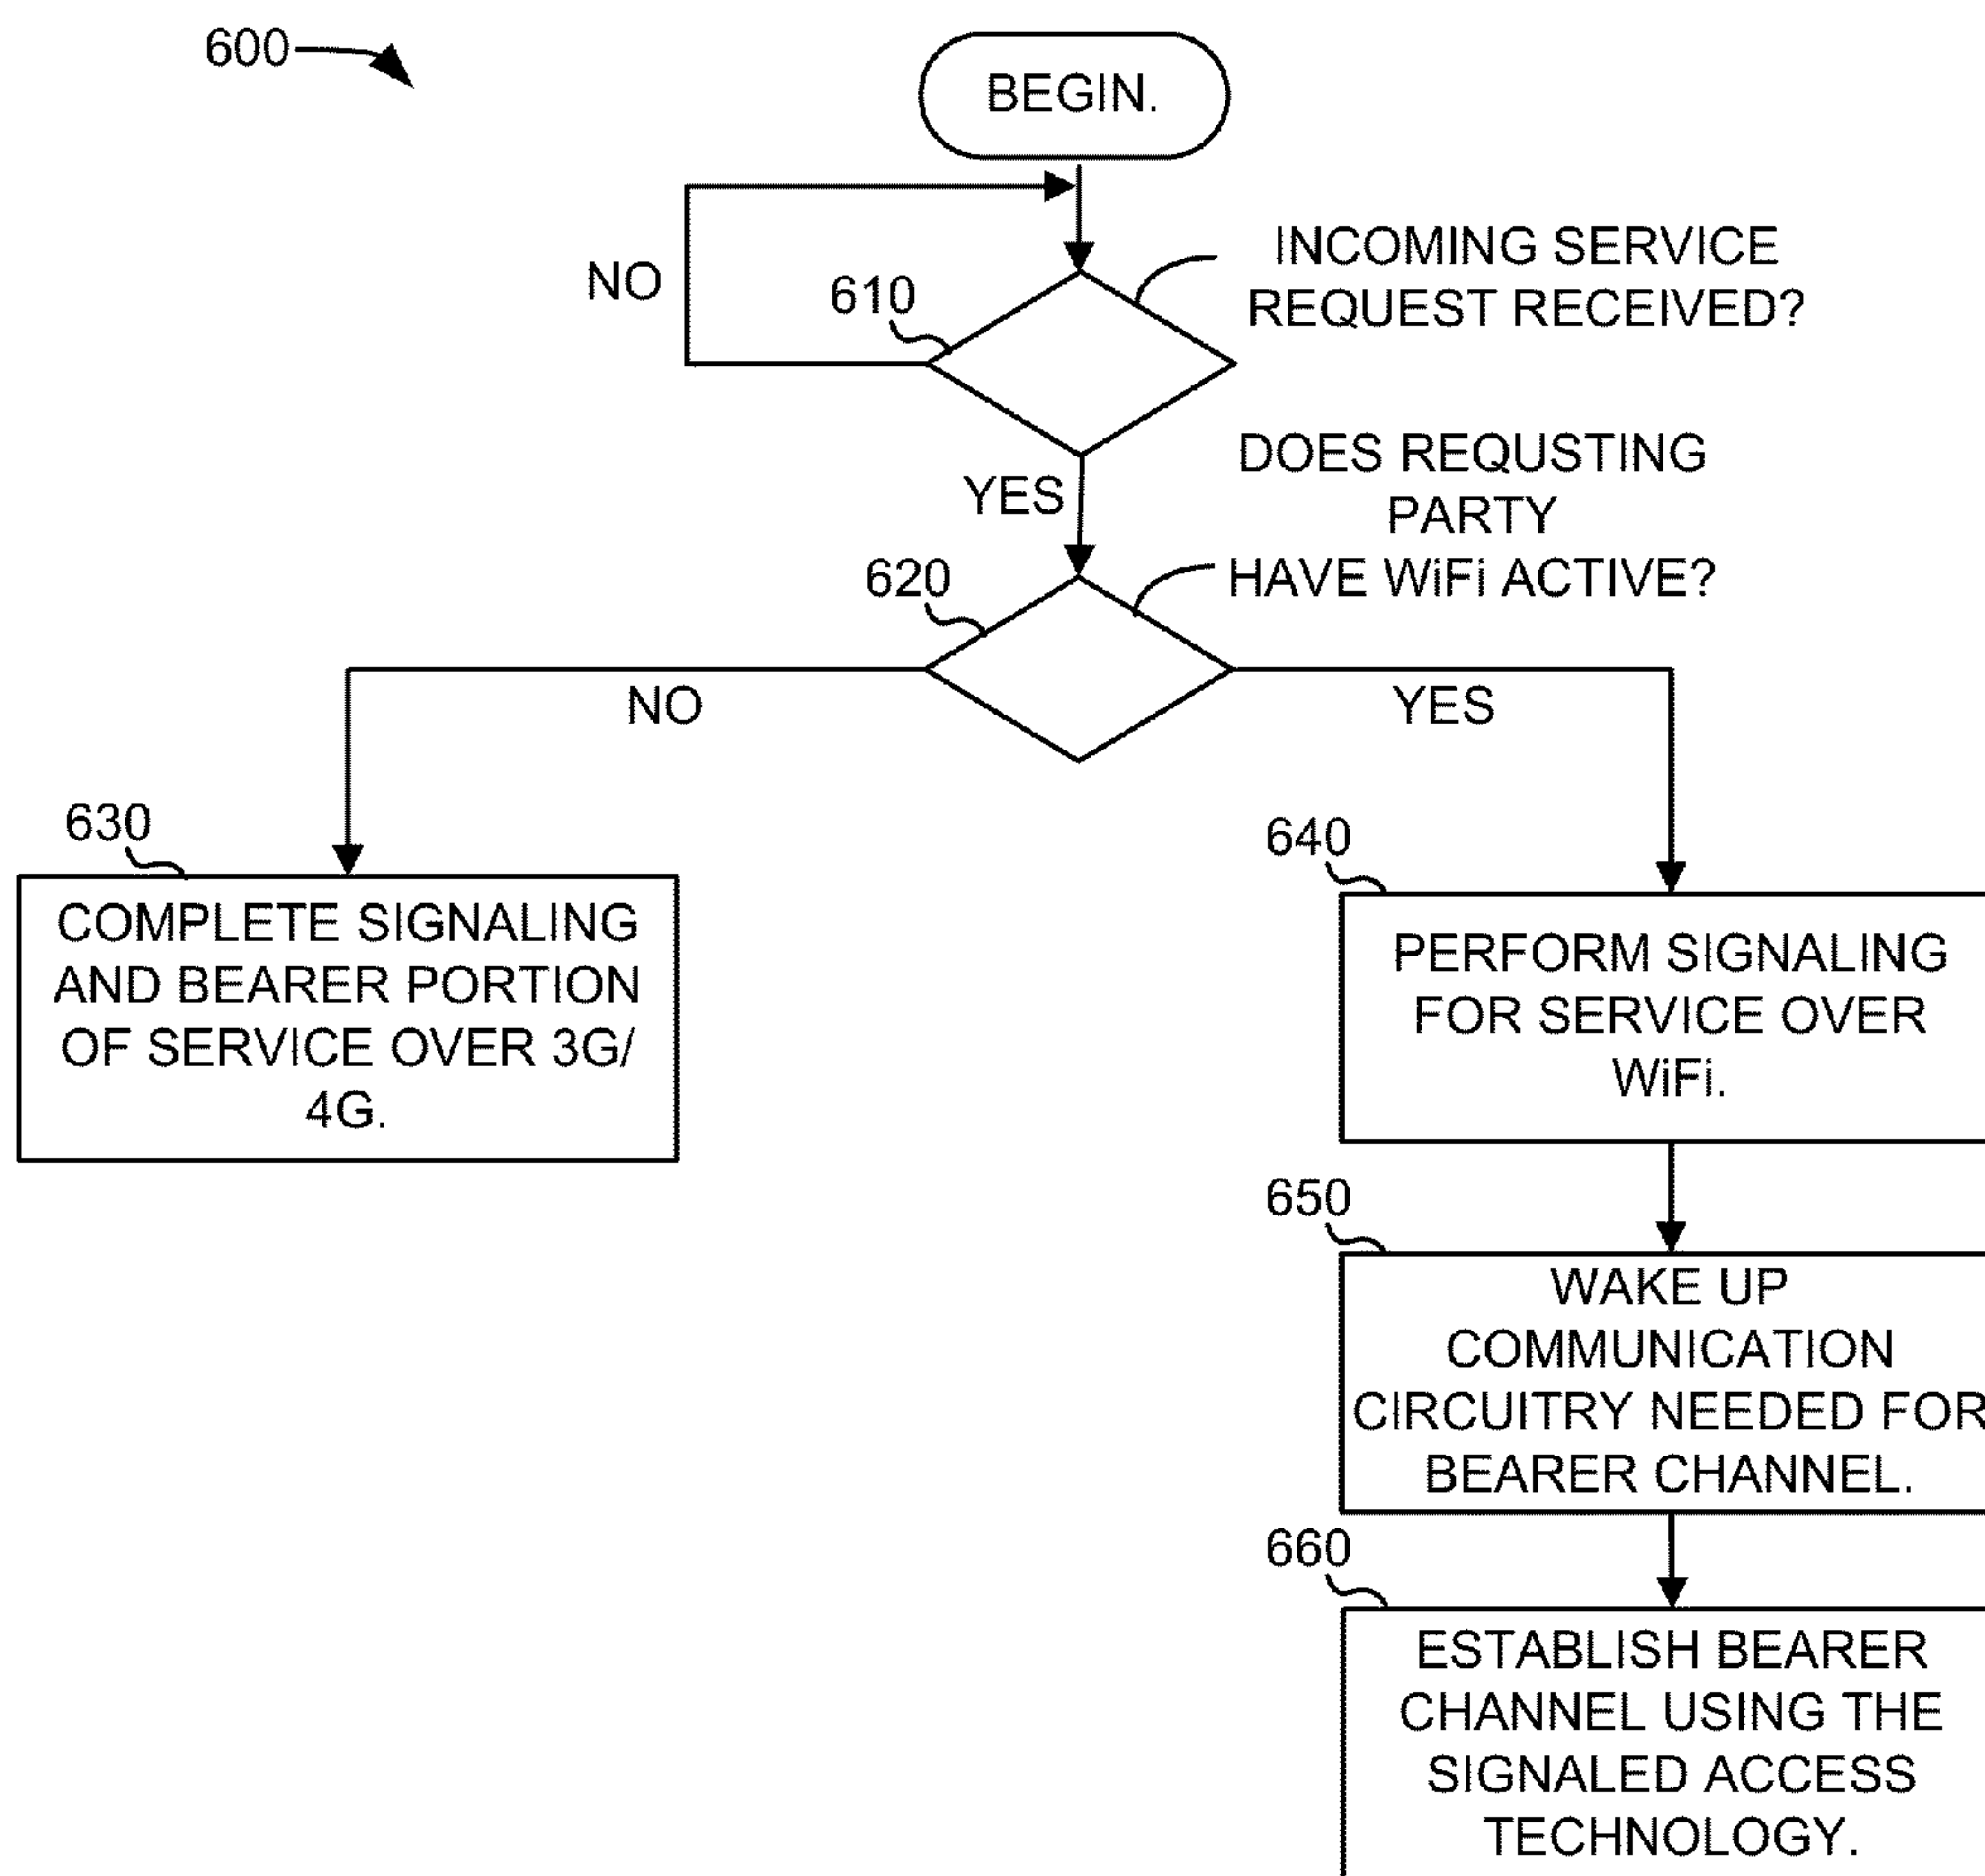 600
BEGIN.
NO
610
INCOMING SERVICE
REQUEST RECEIVED?
YES
DOES REQUSTING
PARTY
HAVE WiFi ACTIVE?
620
NO
YES
630
COMPLETE SIGNALING
AND BEARER PORTION
OF SERVICE OVER 3G/
4G.
640
PERFORM SIGNALING
FOR SERVICE OVER
WiFi.
650
WAKE UP
COMMUNICATION
CIRCUITRY NEEDED FOR
BEARER CHANNEL.
660
ESTABLISH BEARER
CHANNEL USING THE
SIGNALED ACCESS
TECHNOLOGY.